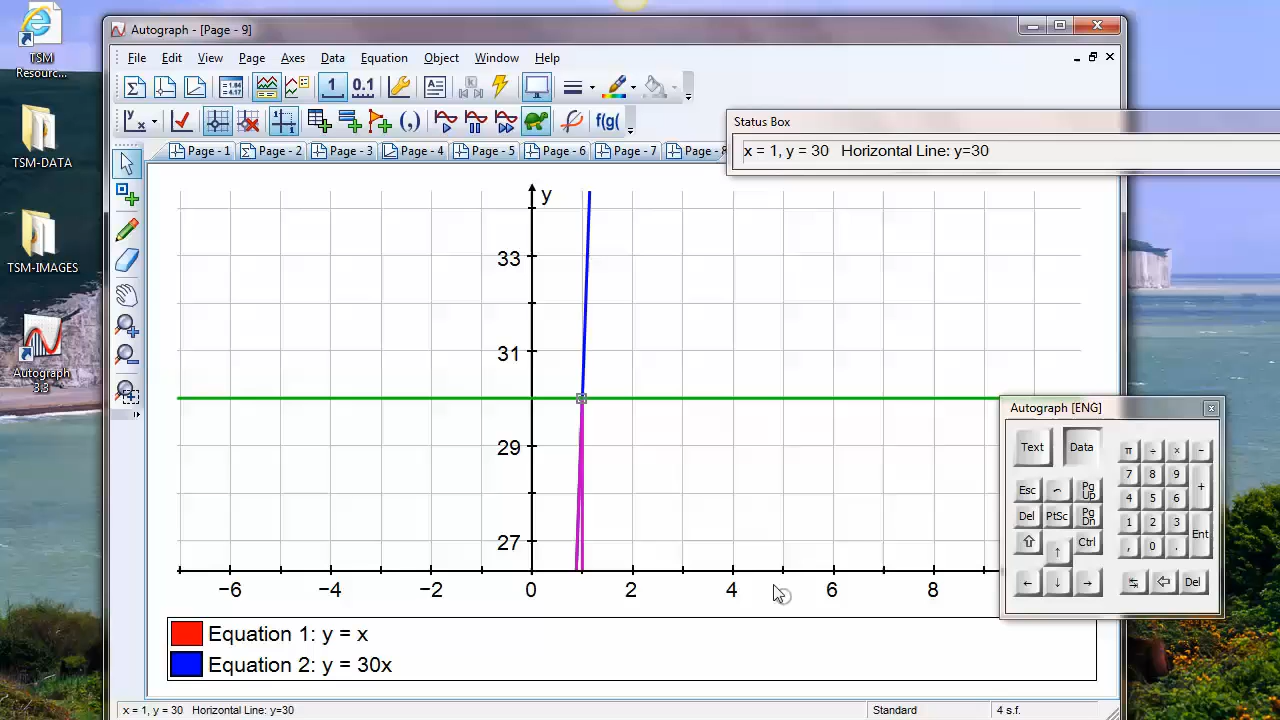 TSM
Resourc...
TSM-DATA
TSM-IMAGES
Autograph
3.3
Autograph - [Page - 9]
File Edit View Page Axes Data Equation Object Window Help
1 0.1 A
y x (,) f(g(
Page - 1 Page - 2 Page - 3 Page - 4 Page - 5 Page - 6 Page - 7 Page - 8
Status Box
x = 1, y = 30 Horizontal Line: y=30
y
33
31
29
27
−6 −4 −2 0 2 4 6 8
Equation 1: y = x
Equation 2: y = 30x
Autograph [ENG]
Text Data π ÷ × −
7 8 9 +
Esc Pg Up 4 5 6
Del PtSc Pg Dn 1 2 3 Ent
⇧ ↑ Ctrl , 0 .
← ↓ → Del
x = 1, y = 30 Horizontal Line: y=30 Standard 4 s.f.